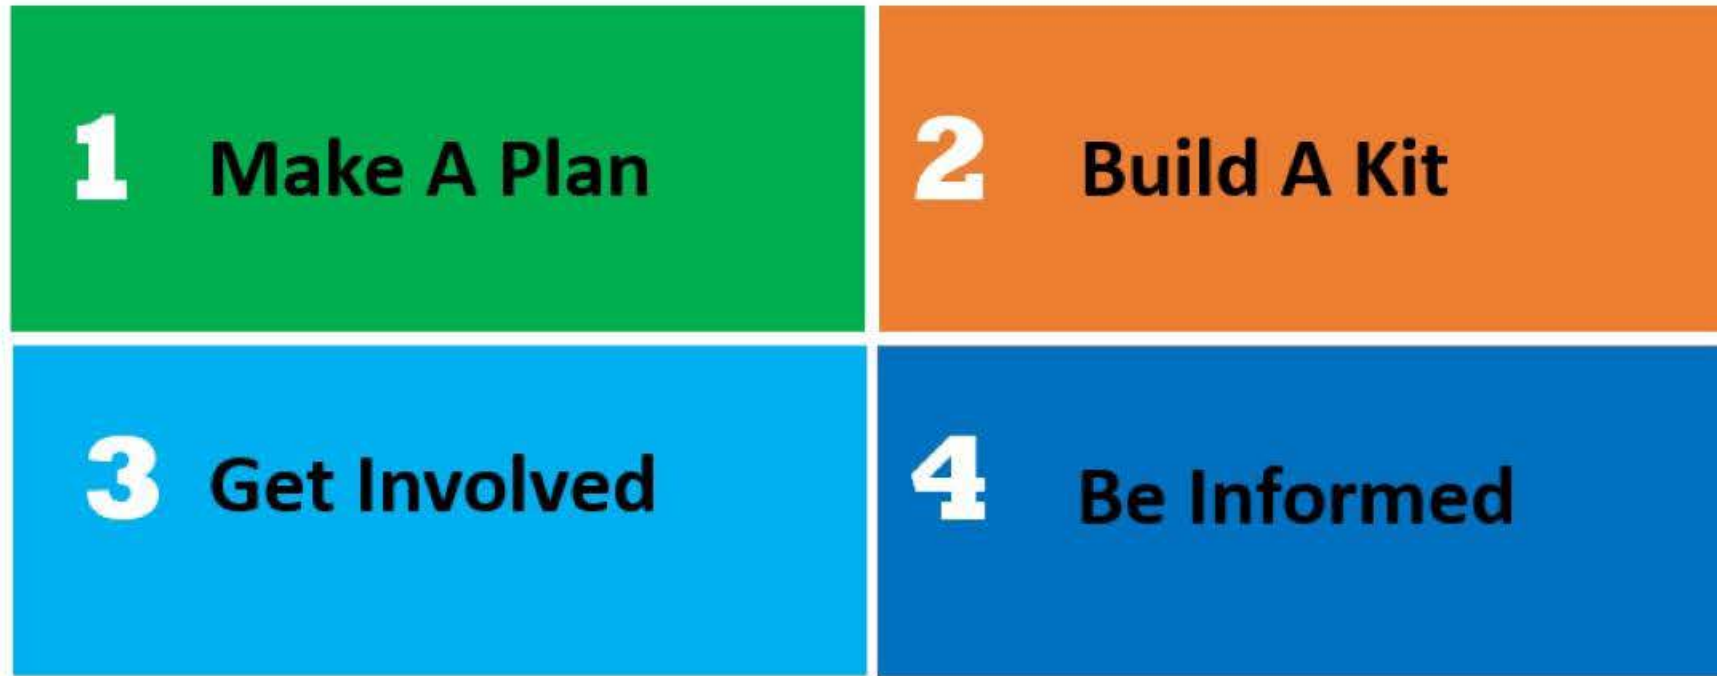 1 Make A Plan
2 Build A Kit
3 Get Involved
4 Be Informed